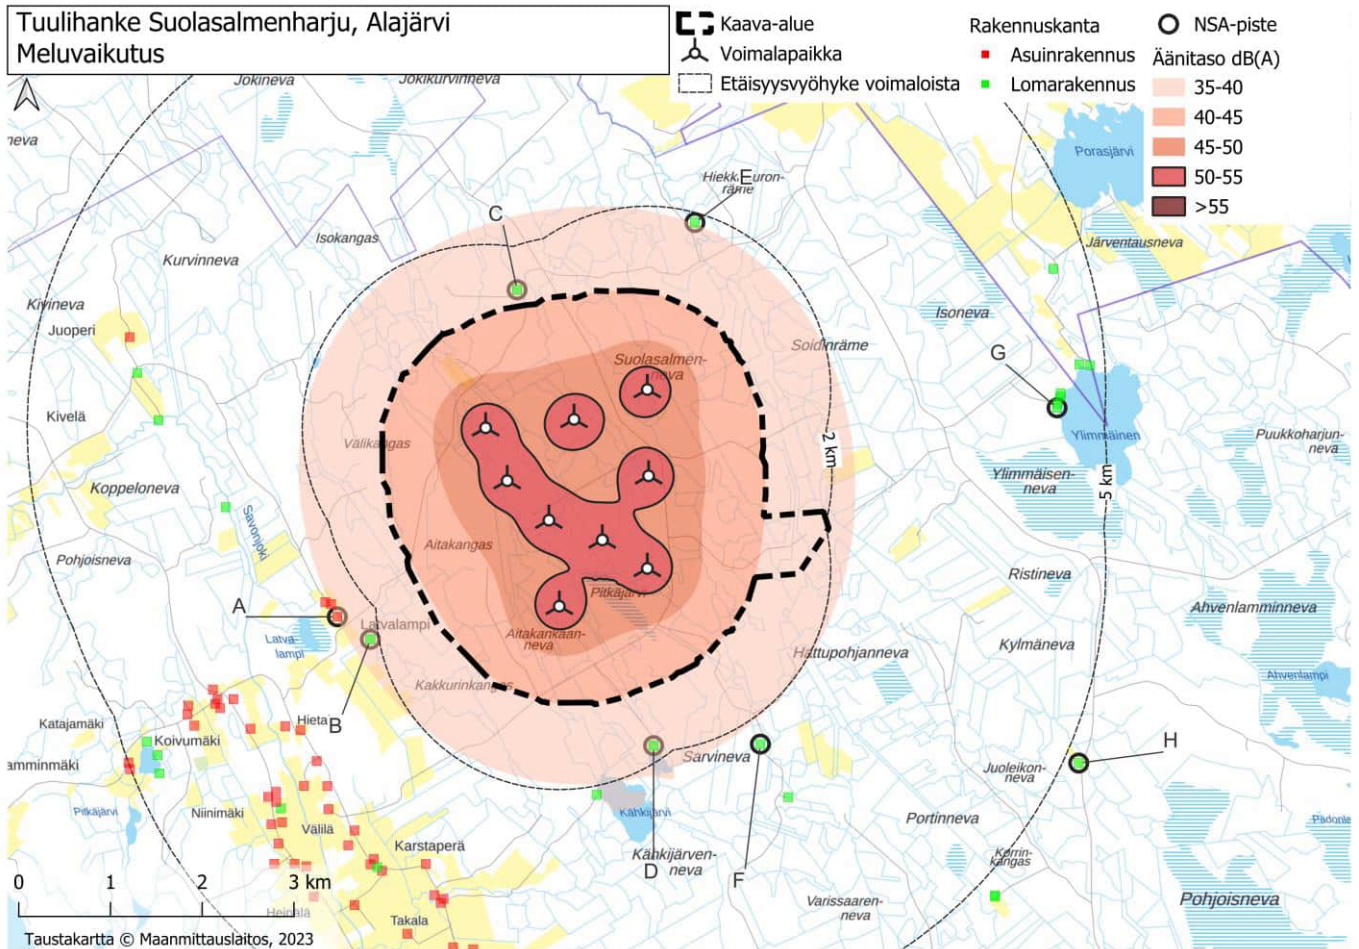 Tuulihanke Suolasalmenharju, Alajärvi
Meluvaikutus
Kaava-alue
Voimalapaikka
Etäisyysvyöhyke voimaloista
Rakennuskanta
Asuinrakennus
Lomarakennus
NSA-piste
Äänitaso dB(A)
35-40
40-45
45-50
50-55
>55
Jokineva
Jokikurvinneva
neva
Porasjärvi
E
C
Isokangas
Järventausneva
Kurvinneva
Kivineva
Juoperi
Isoneva
Soidinräme
G
Suolasalmen-
neva
Kivelä
Välikangas
2 km
Ylimmäinen
Puukkoharjun-
neva
Ylimmäisen-
neva
5 km
Koppeloneva
Savonjoki
Aitakangas
Pohjoisneva
Ristineva
Pitkäjärvi
Ahvenlamminneva
A
Latvalampi
Latva-
lampi
Aitakankaan-
neva
Kylmäneva
Hattupohjanneva
Ahvenlampi
Kakkurinkangas
B
Hieta
Katajamäki
Koivumäki
H
Sarvineva
amminmäki
Juoleikon-
neva
Pitkäjärvi
Niinimäki
Kähkijärvi
Portinneva
Välilä
Karstaperä
Kähkijärven-
neva
D
F
Korrin-
kangas
0 1 2 3 km
Heinälä
Takala
Varissaaren-
neva
Pohjoisneva
Taustakartta © Maanmittauslaitos, 2023